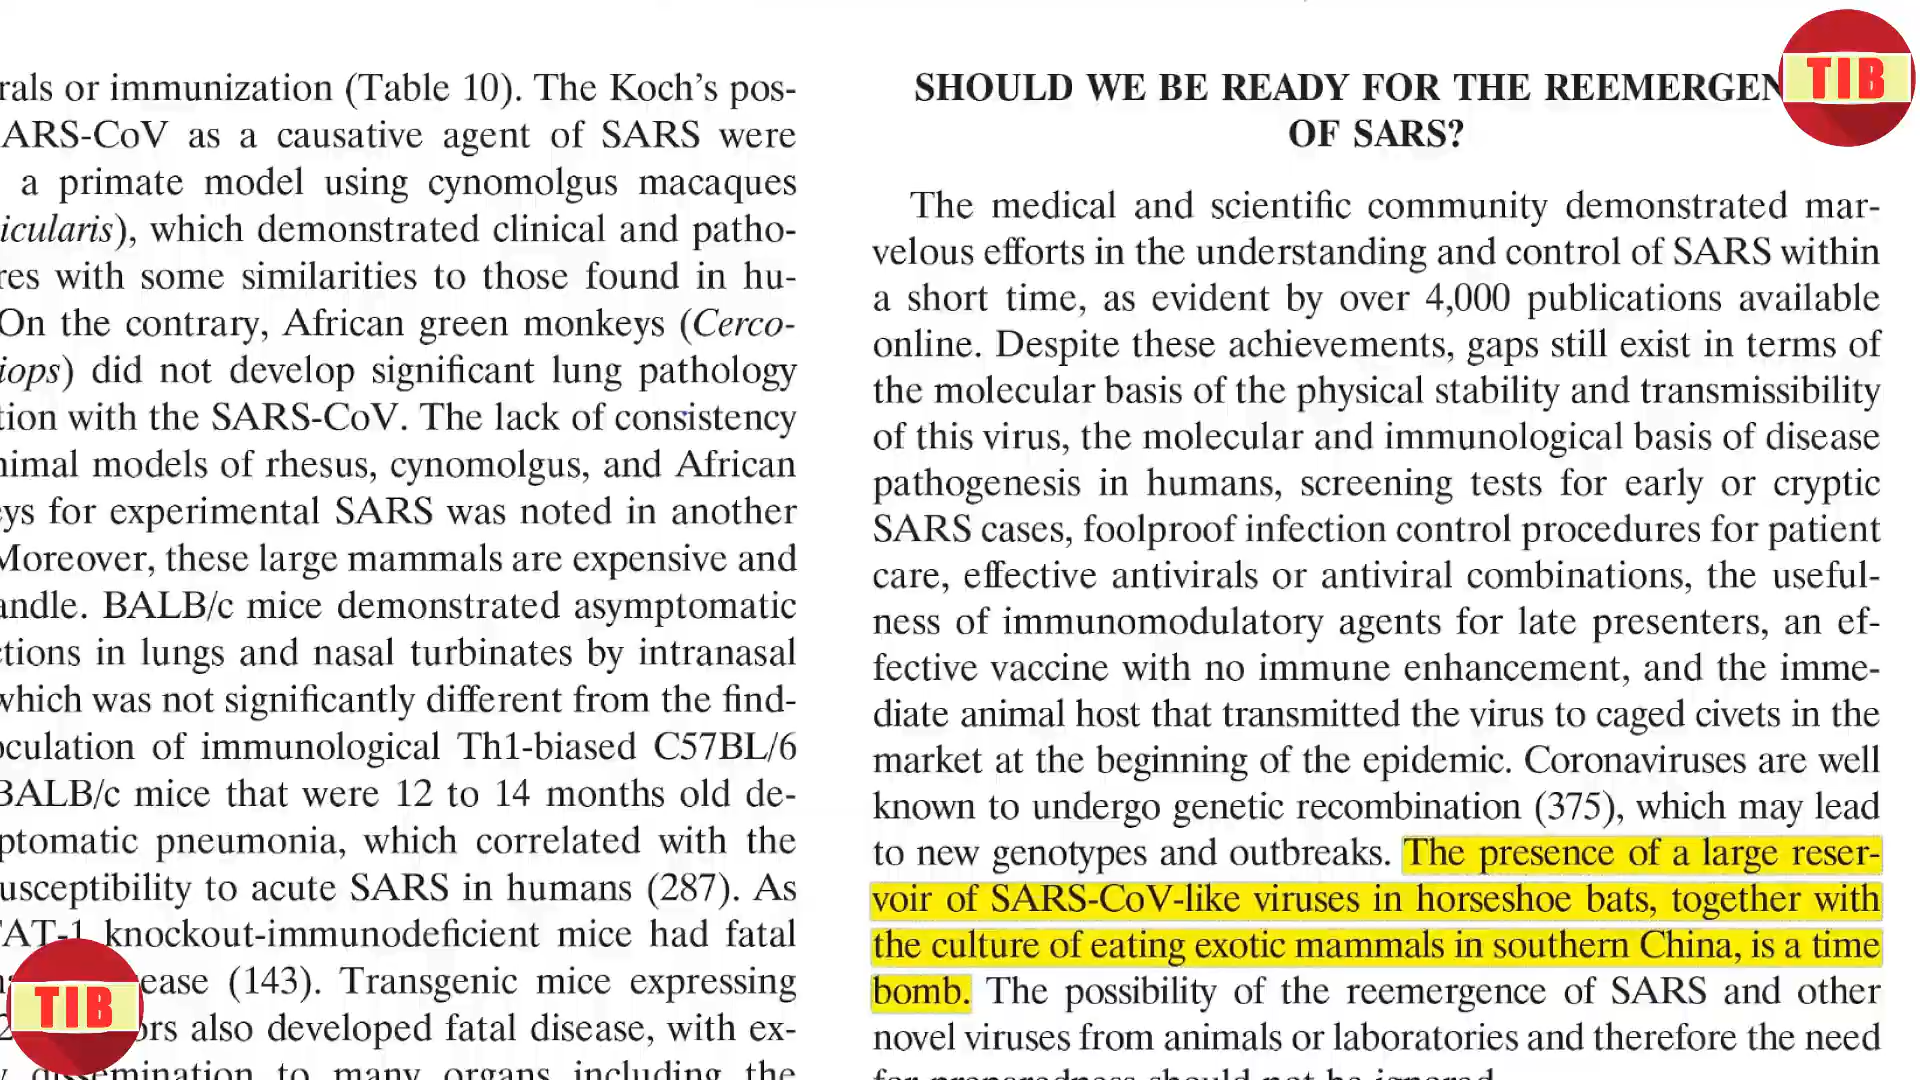 rals or immunization (Table 10). The Koch's pos-
ARS-CoV as a causative agent of SARS were
a primate model using cynomolgus macaques
icularis), which demonstrated clinical and patho-
res with some similarities to those found in hu-
On the contrary, African green monkeys (Cerco-
iops) did not develop significant lung pathology
tion with the SARS-CoV. The lack of consistency
nimal models of rhesus, cynomolgus, and African
eys for experimental SARS was noted in another
Moreover, these large mammals are expensive and
andle. BALB/c mice demonstrated asymptomatic
ctions in lungs and nasal turbinates by intranasal
which was not significantly different from the find-
oculation of immunological Th1-biased C57BL/6
BALB/c mice that were 12 to 14 months old de-
ptomatic pneumonia, which correlated with the
usceptibility to acute SARS in humans (287). As
TAT-1 knockout-immunodeficient mice had fatal
ease (143). Transgenic mice expressing
ors also developed fatal disease, with ex-
to many organs including the
SHOULD WE BE READY FOR THE REEMERGEN
OF SARS?
The medical and scientific community demonstrated mar-
velous efforts in the understanding and control of SARS within
a short time, as evident by over 4,000 publications available
online. Despite these achievements, gaps still exist in terms of
the molecular basis of the physical stability and transmissibility
of this virus, the molecular and immunological basis of disease
pathogenesis in humans, screening tests for early or cryptic
SARS cases, foolproof infection control procedures for patient
care, effective antivirals or antiviral combinations, the useful-
ness of immunomodulatory agents for late presenters, an ef-
fective vaccine with no immune enhancement, and the imme-
diate animal host that transmitted the virus to caged civets in the
market at the beginning of the epidemic. Coronaviruses are well
known to undergo genetic recombination (375), which may lead
to new genotypes and outbreaks. The presence of a large reser-
voir of SARS-CoV-like viruses in horseshoe bats, together with
the culture of eating exotic mammals in southern China, is a time
bomb. The possibility of the reemergence of SARS and other
novel viruses from animals or laboratories and therefore the need
for preparedness should not be ignored.
TIB
TIB